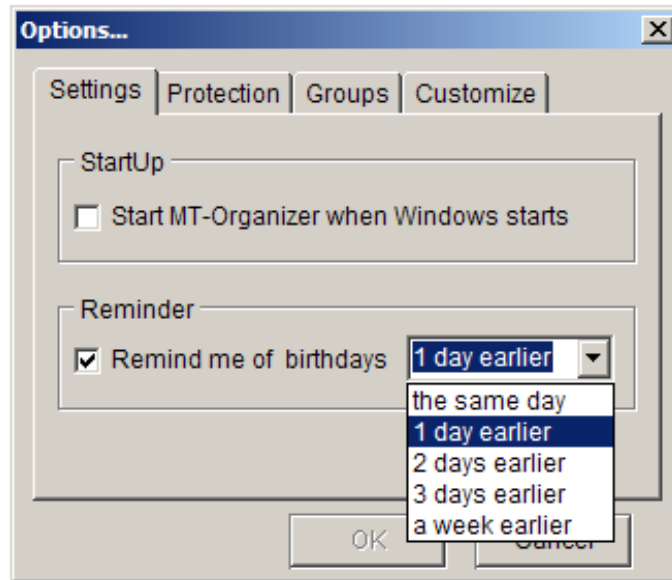 Options...
Settings Protection Groups Customize
StartUp
Start MT-Organizer when Windows starts
Reminder
Remind me of birthdays 1 day earlier
the same day
1 day earlier
2 days earlier
3 days earlier
a week earlier
OK Cancel